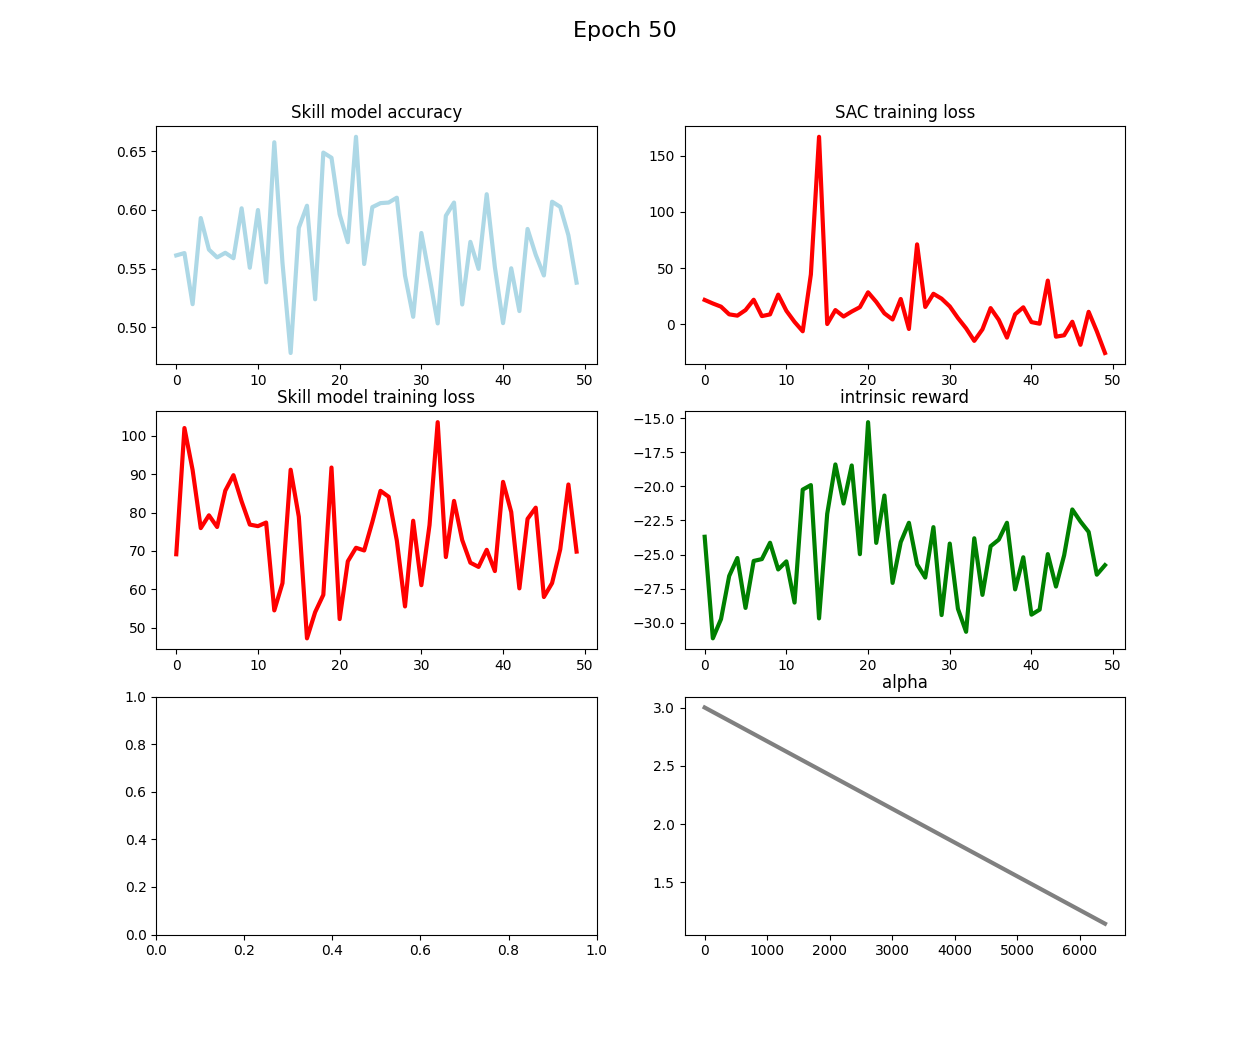 Epoch 50
Skill model accuracy
SAC training loss
0.65
0.60
0.55
0.50
0 10 20 30 40 50
150
100
50
0
0 10 20 30 40 50
Skill model training loss
intrinsic reward
100
90
80
70
60
50
0 10 20 30 40 50
−15.0
−17.5
−20.0
−22.5
−25.0
−27.5
−30.0
0 10 20 30 40 50
alpha
1.0
0.8
0.6
0.4
0.2
0.0
0.0 0.2 0.4 0.6 0.8 1.0
3.0
2.5
2.0
1.5
0 1000 2000 3000 4000 5000 6000